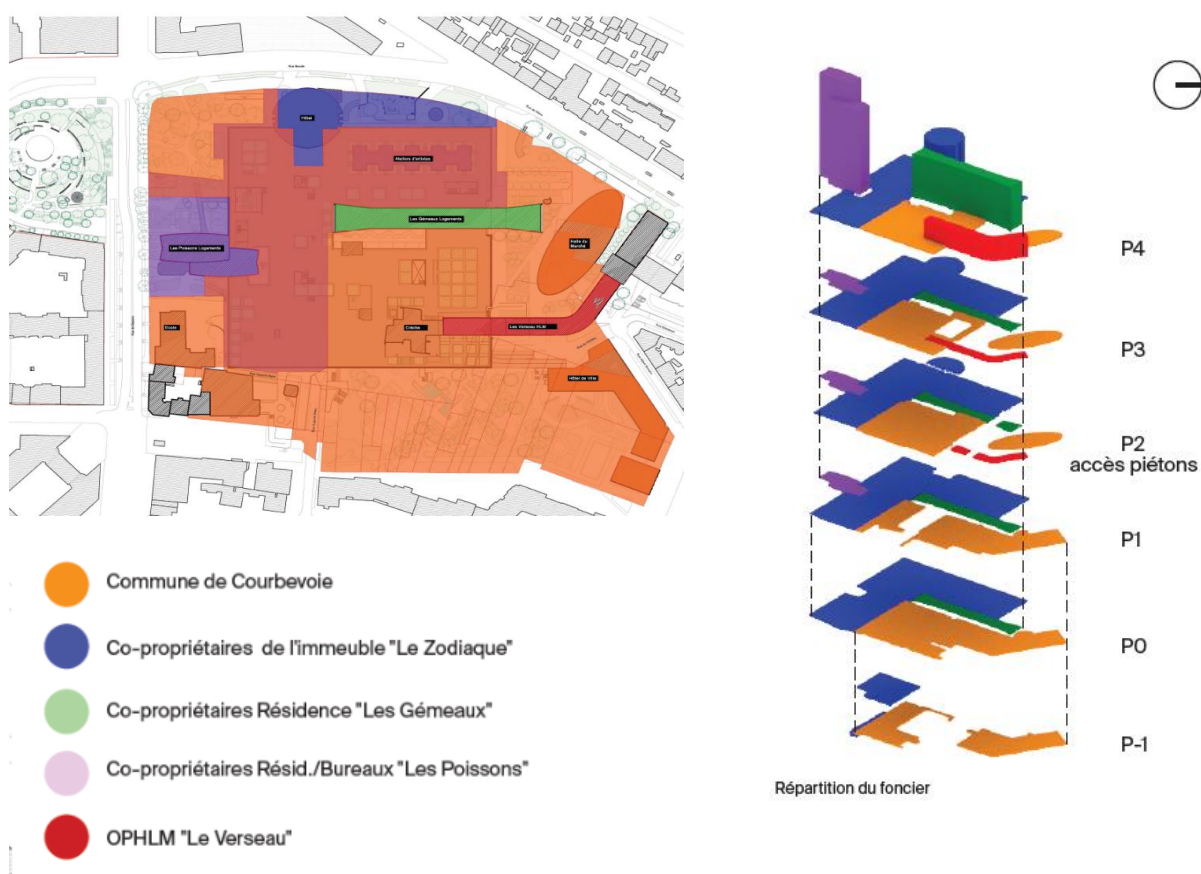 Hôtel
Ateliers d'artistes
Les Gémeaux Logements
Les Poissons Logements
Halle du Marché
Ecole
Crèche
Les Verseau HLM
Hôtel de Ville
Commune de Courbevoie
Co-propriétaires de l'immeuble "Le Zodiaque"
Co-propriétaires Résidence "Les Gémeaux"
Co-propriétaires Résid./Bureaux "Les Poissons"
OPHLM "Le Verseau"
P4
P3
P2
accès piétons
P1
P0
P-1
Répartition du foncier